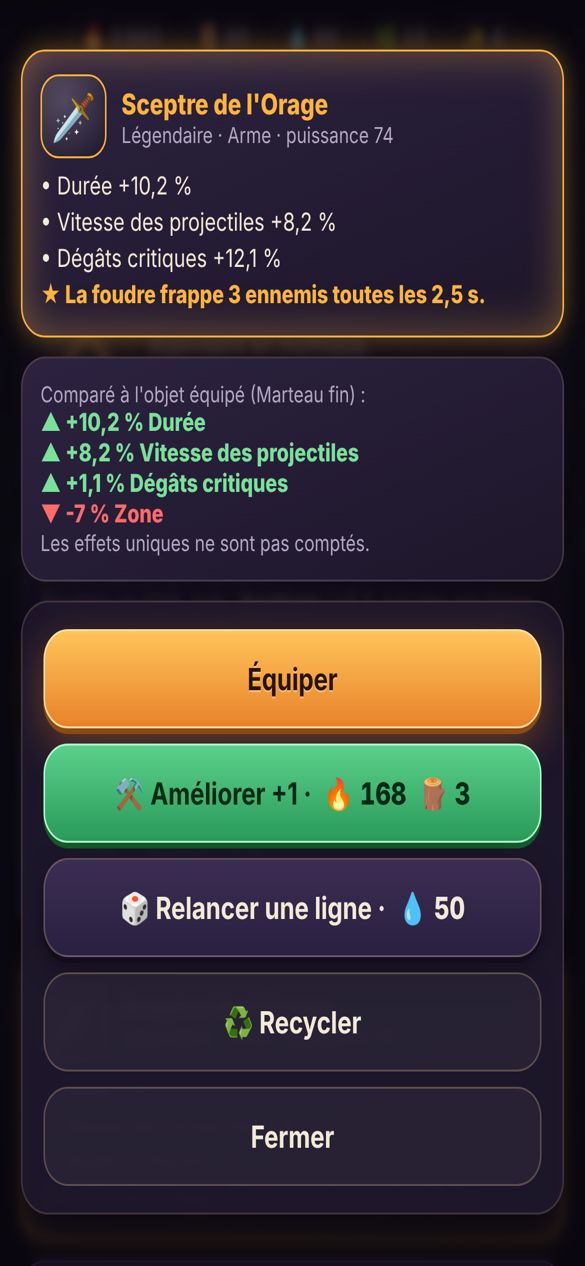 Sceptre de l'Orage
Légendaire · Arme · puissance 74
• Durée +10,2 %
• Vitesse des projectiles +8,2 %
• Dégâts critiques +12,1 %
★ La foudre frappe 3 ennemis toutes les 2,5 s.
Comparé à l'objet équipé (Marteau fin) :
▲ +10,2 % Durée
▲ +8,2 % Vitesse des projectiles
▲ +1,1 % Dégâts critiques
▼ -7 % Zone
Les effets uniques ne sont pas comptés.
Équiper
⚒️ Améliorer +1 · 🔥 168 🪵 3
🎲 Relancer une ligne · 💧 50
♻️ Recycler
Fermer